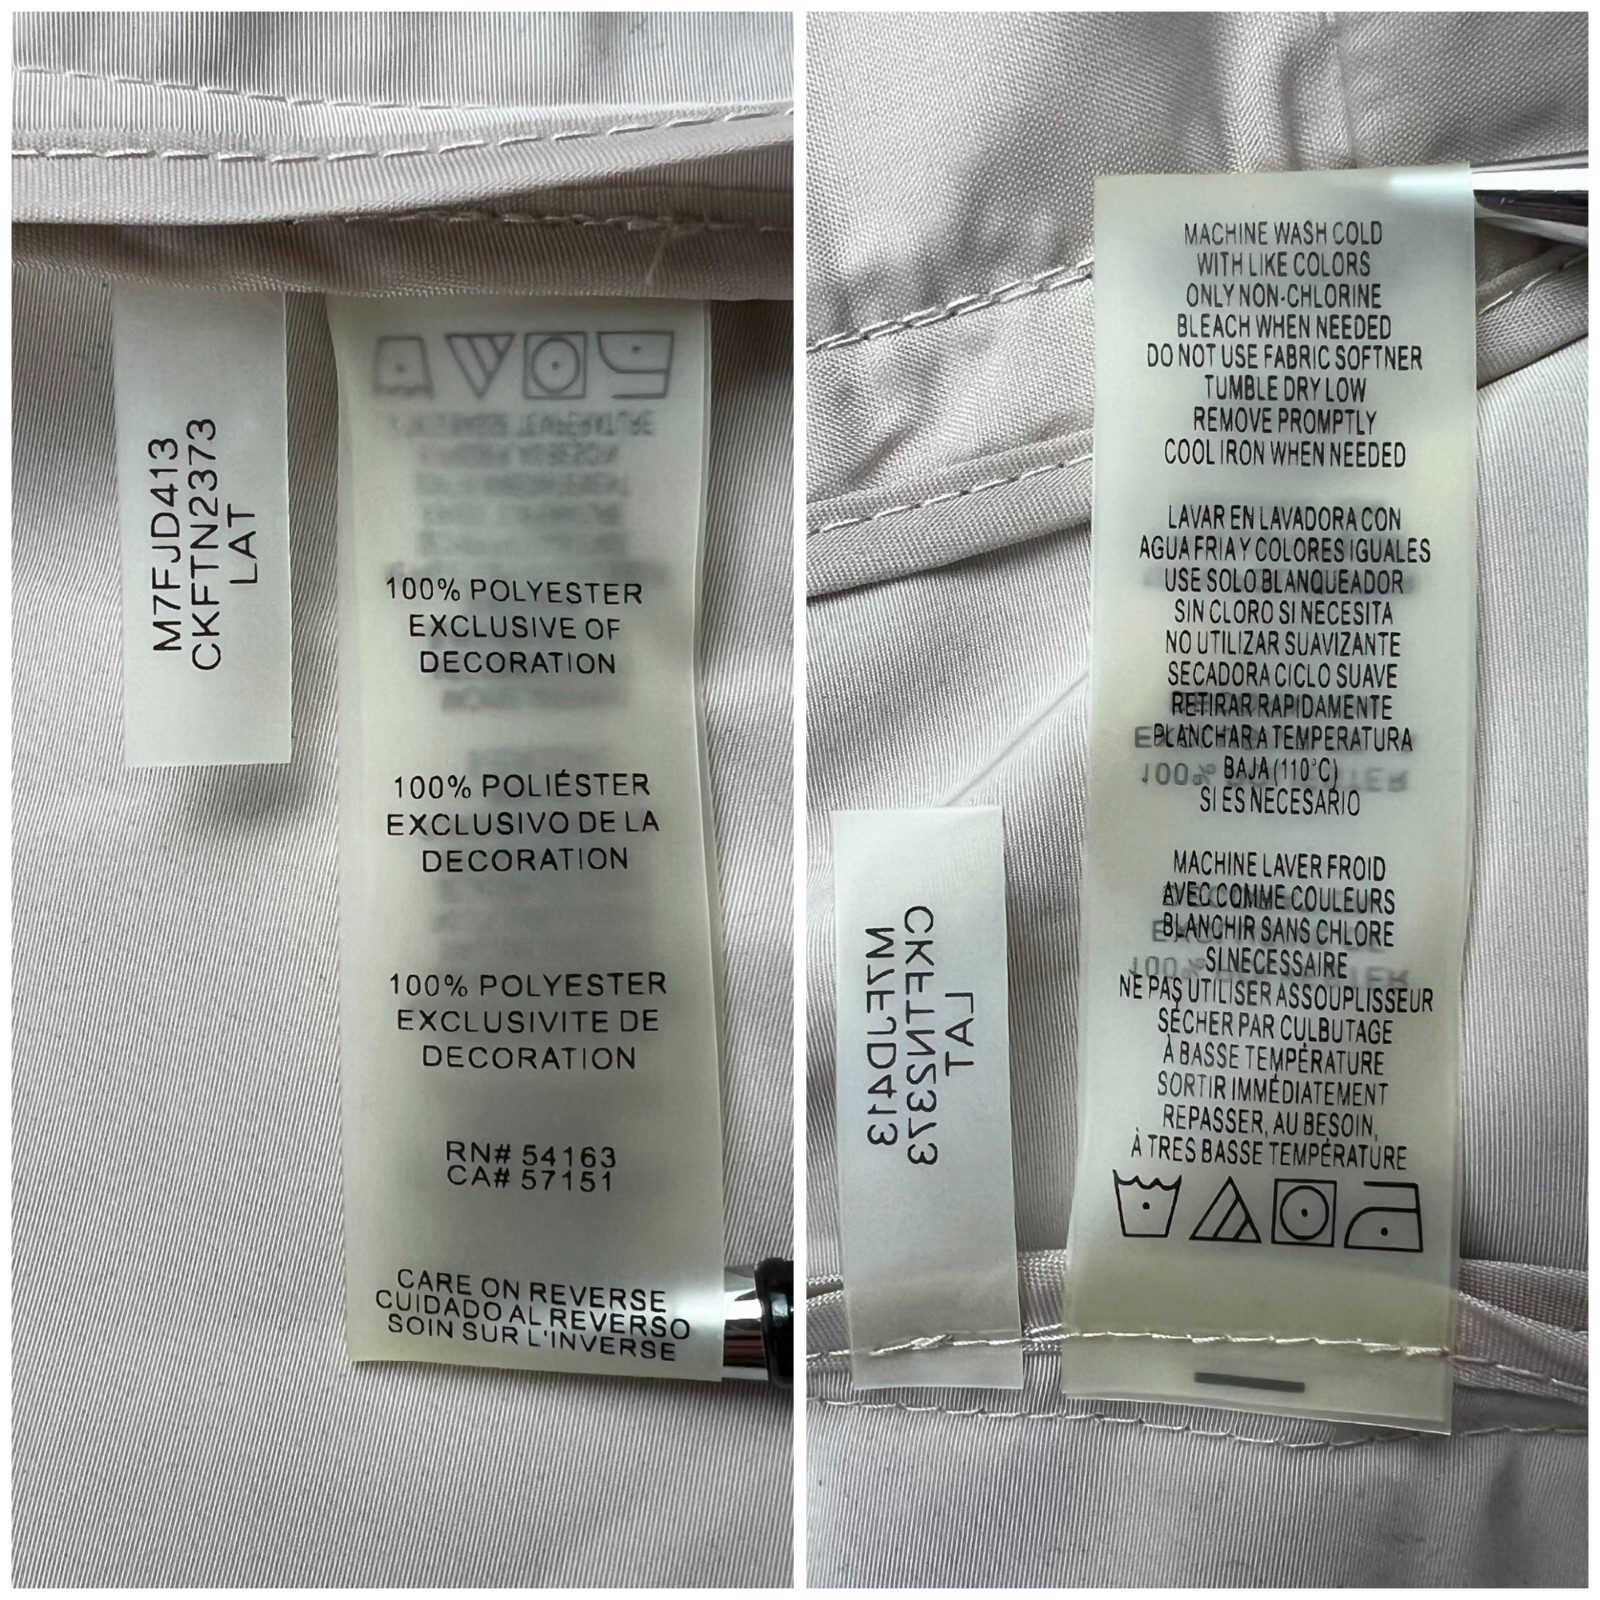 M7FJD413
CKFTN2373
LAT
100% POLYESTER
EXCLUSIVE OF
DECORATION
100% POLIÉSTER
EXCLUSIVO DE LA
DECORATION
100% POLYESTER
EXCLUSIVITE DE
DECORATION
RN# 54163
CA# 57151
CARE ON REVERSE
CUIDADO AL REVERSO
SOIN SUR L'INVERSE
MACHINE WASH COLD
WITH LIKE COLORS
ONLY NON-CHLORINE
BLEACH WHEN NEEDED
DO NOT USE FABRIC SOFTNER
TUMBLE DRY LOW
REMOVE PROMPTLY
COOL IRON WHEN NEEDED
LAVAR EN LAVADORA CON
AGUA FRIA Y COLORES IGUALES
USE SOLO BLANQUEADOR
SIN CLORO SI NECESITA
NO UTILIZAR SUAVIZANTE
SECADORA CICLO SUAVE
RETIRAR RAPIDAMENTE
PLANCHAR A TEMPERATURA
BAJA (110°C)
SI ES NECESARIO
MACHINE LAVER FROID
AVEC COMME COULEURS
BLANCHIR SANS CHLORE
SI NECESSAIRE
NE PAS UTILISER ASSOUPLISSEUR
SÉCHER PAR CULBUTAGE
À BASSE TEMPÉRATURE
SORTIR IMMÉDIATEMENT
REPASSER, AU BESOIN,
À TRES BASSE TEMPÉRATURE
M7FJD413
CKFTN2373
LAT